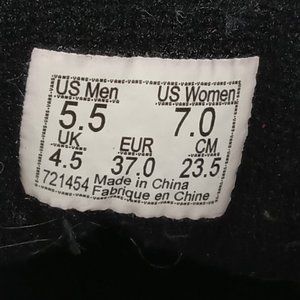 US Men US Women
5.5 7.0
UK EUR CM
4.5 37.0 23.5
721454 Made in China
Fabrique en Chine